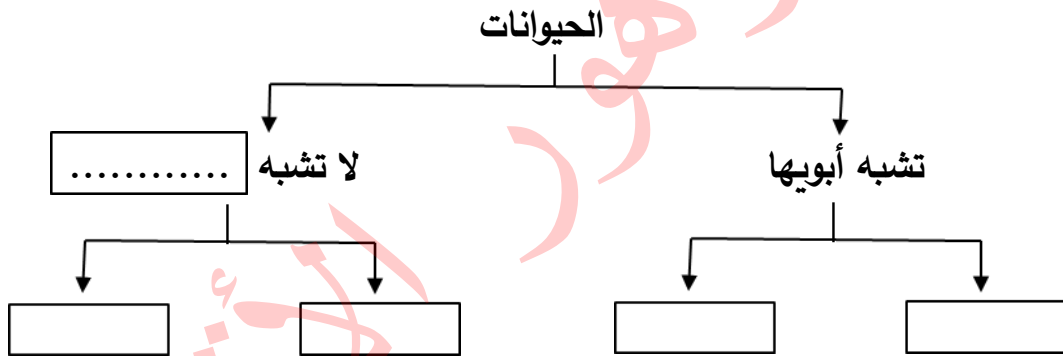 الحيوانات
تشبه أبويها
لا تشبه ............